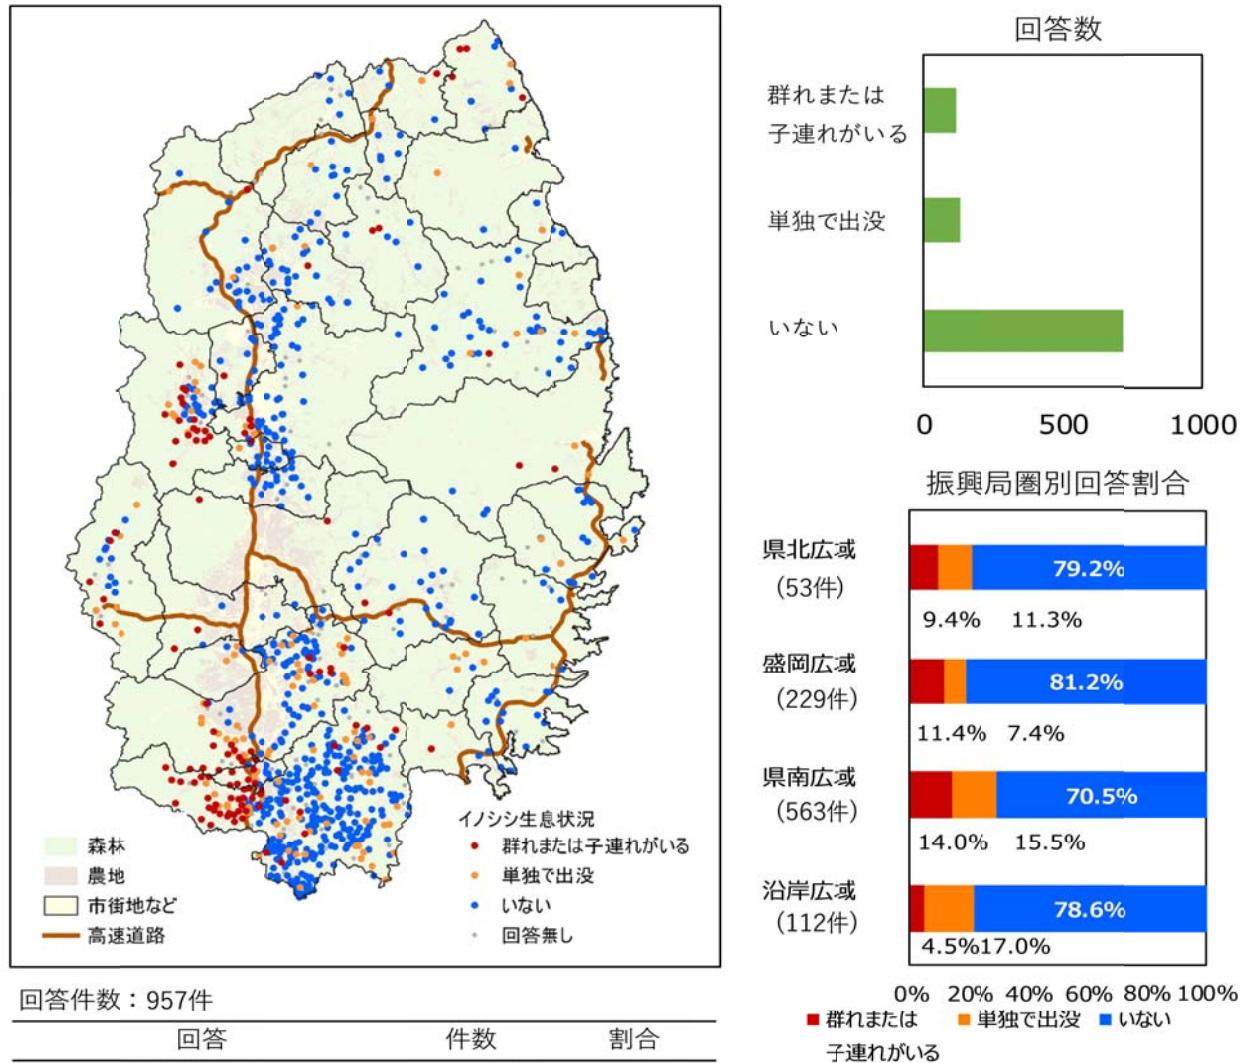 森林
農地
市街地など
高速道路
イノシシ生息状況
群れまたは子連れがいる
単独で出没
いない
回答無し
回答件数：957件
回答 件数 割合
回答数
群れまたは
子連れがいる
単独で出没
いない
0 500 1000
振興局圏別回答割合
県北広域
(53件)
79.2%
9.4% 11.3%
盛岡広域
(229件)
81.2%
11.4% 7.4%
県南広域
(563件)
70.5%
14.0% 15.5%
沿岸広域
(112件)
78.6%
4.5%17.0%
0% 20% 40% 60% 80% 100%
群れまたは 単独で出没 いない
子連れがいる